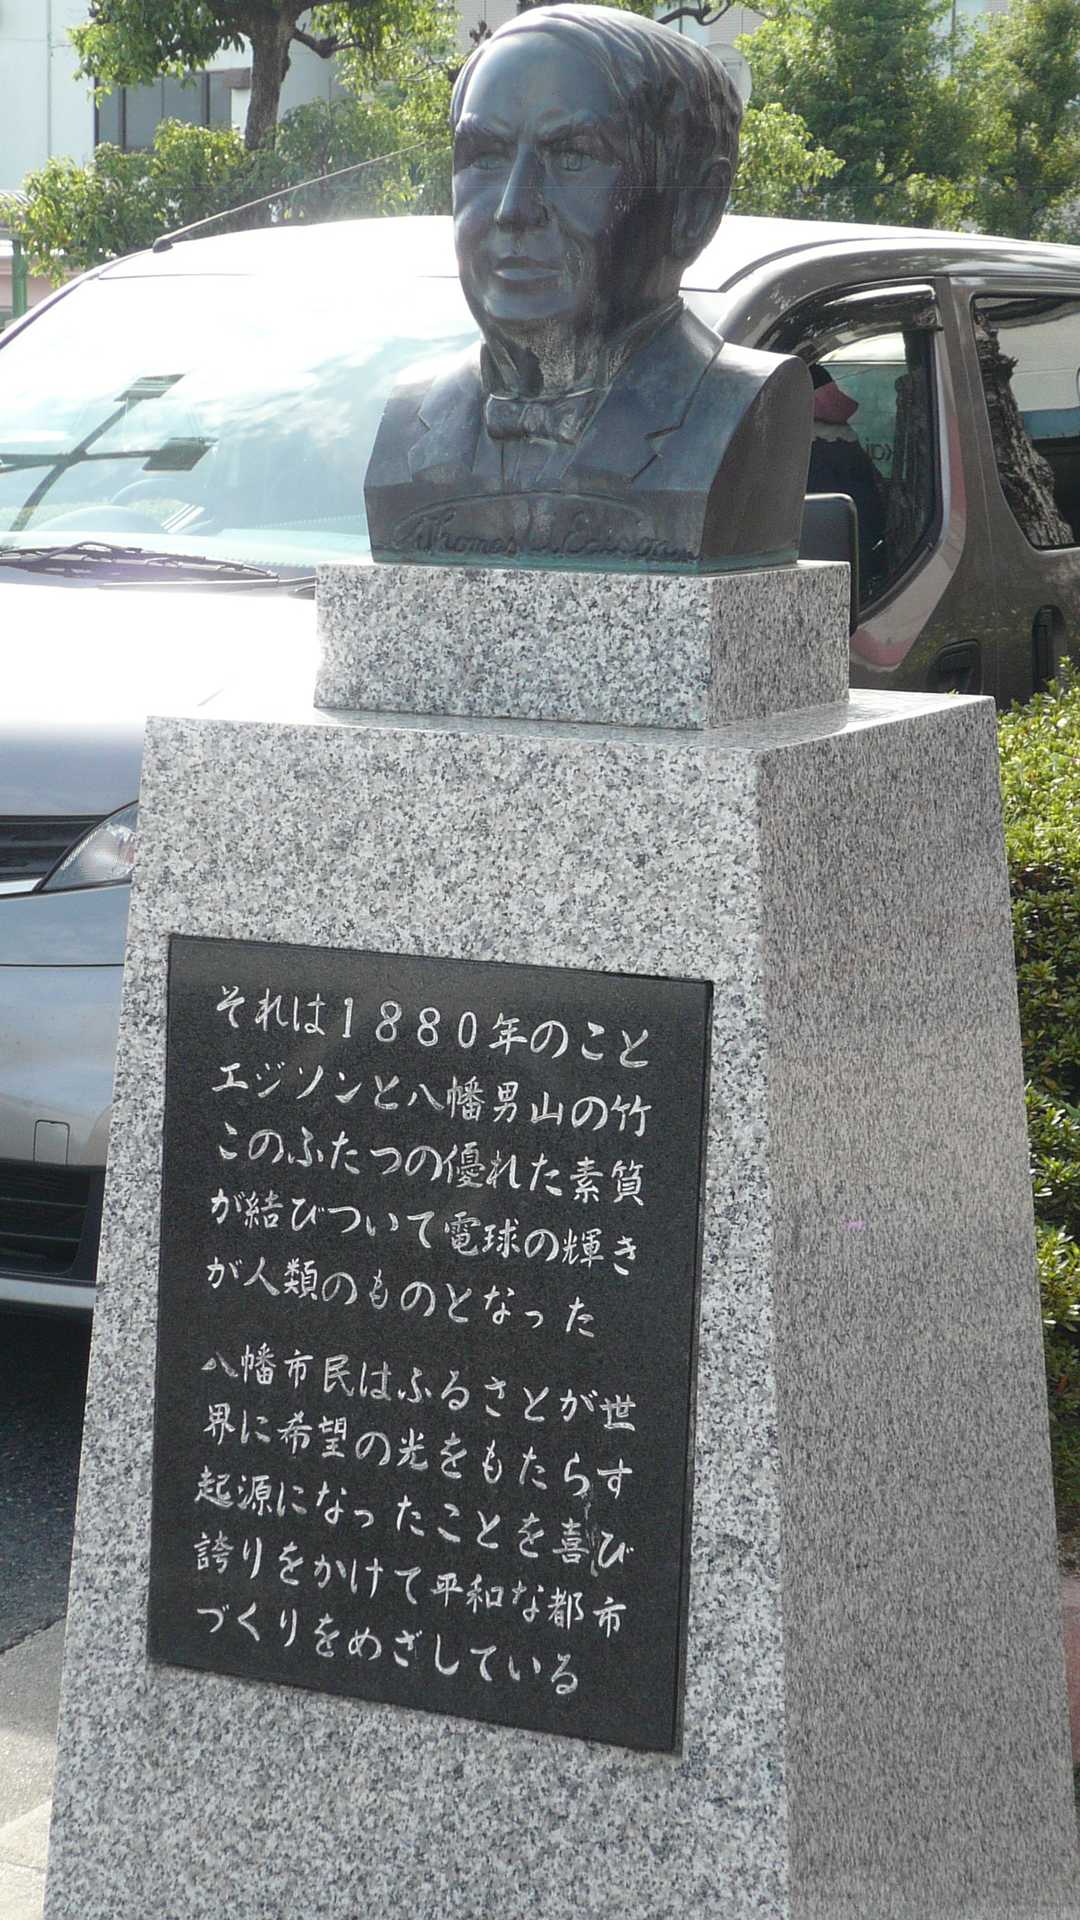 Thomas A. Edison
それは1880年のこと
エジソンと八幡男山の竹
このふたつの優れた素質
が結びついて電球の輝き
が人類のものとなった
八幡市民はふるさとが世
界に希望の光をもたらす
起源になったことを喜び
誇りをかけて平和な都市
づくりをめざしている